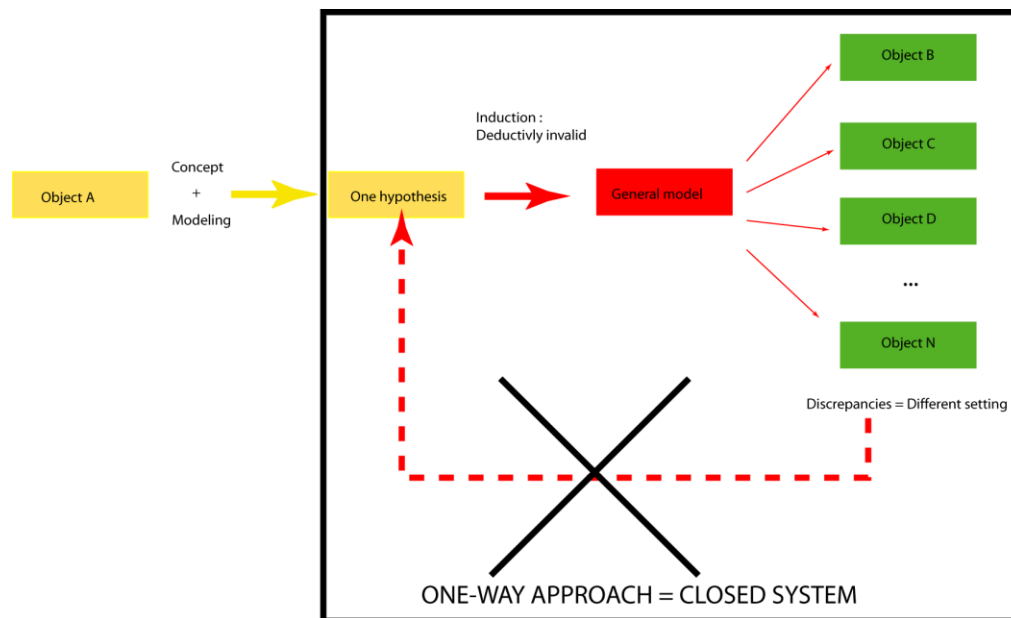 Object A
Concept
+
Modeling
One hypothesis
Induction :
Deductivly invalid
General model
Object B
Object C
Object D
...
Object N
Discrepancies = Different setting
ONE-WAY APPROACH = CLOSED SYSTEM